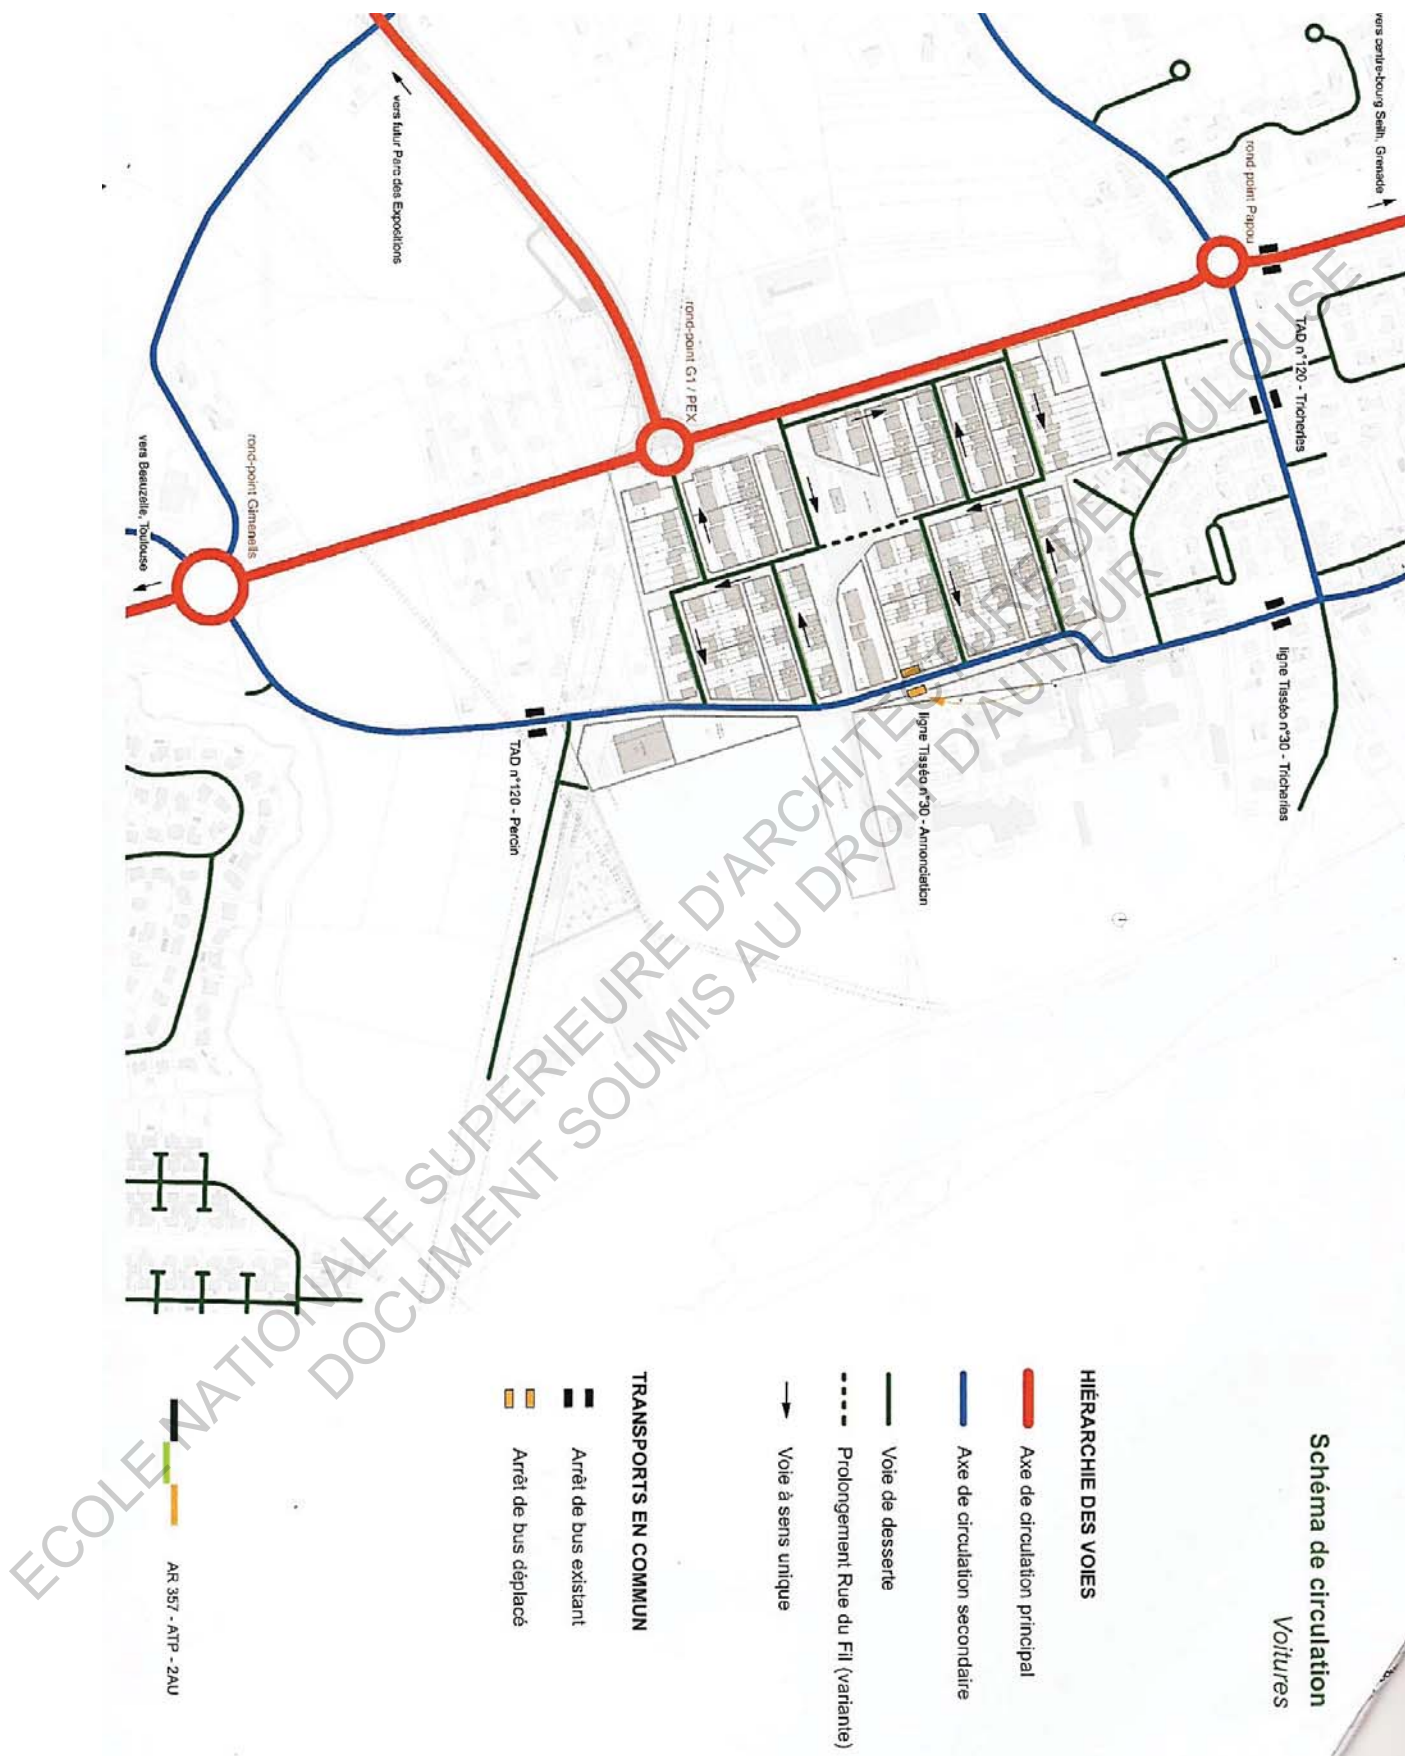 Schéma de circulation
Voitures
HIÉRARCHIE DES VOIES
Axe de circulation principal
Axe de circulation secondaire
Voie de desserte
Prolongement Rue du Fil (variante)
Voie à sens unique
TRANSPORTS EN COMMUN
Arrêt de bus existant
Arrêt de bus déplacé
AR 357 - ATP - 2AU
vers centre-bourg Seilh, Grenade
rond-point Papou
TAD n°120 - Tricheries
ligne Tisséo n°30 - Tricheries
ligne Tisséo n°30 - Annonciation
rond-point G1 / PEX
TAD n°120 - Percin
vers futur Parc des Expositions
rond-point Gimenells
vers Beauzelle, Toulouse
ECOLE NATIONALE SUPERIEURE D'ARCHITECTURE DE TOULOUSE
DOCUMENT SOUMIS AU DROIT D'AUTEUR